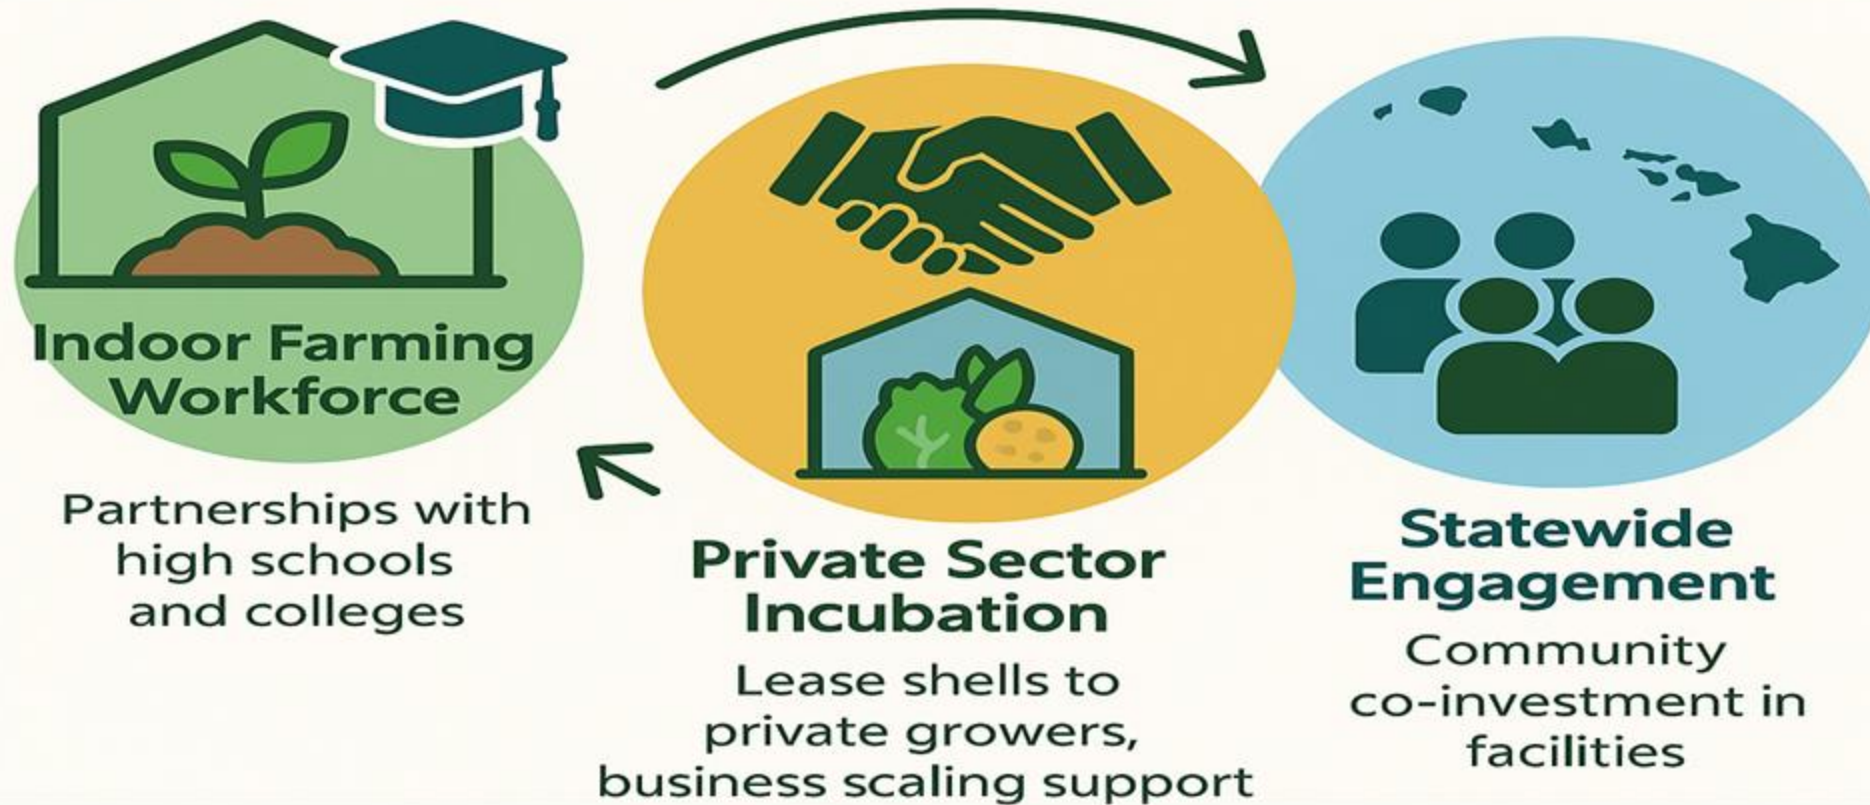 Indoor Farming
Workforce
Partnerships with
high schools
and colleges
Private Sector
Incubation
Lease shells to
private growers,
business scaling support
Statewide
Engagement
Community
co-investment in
facilities